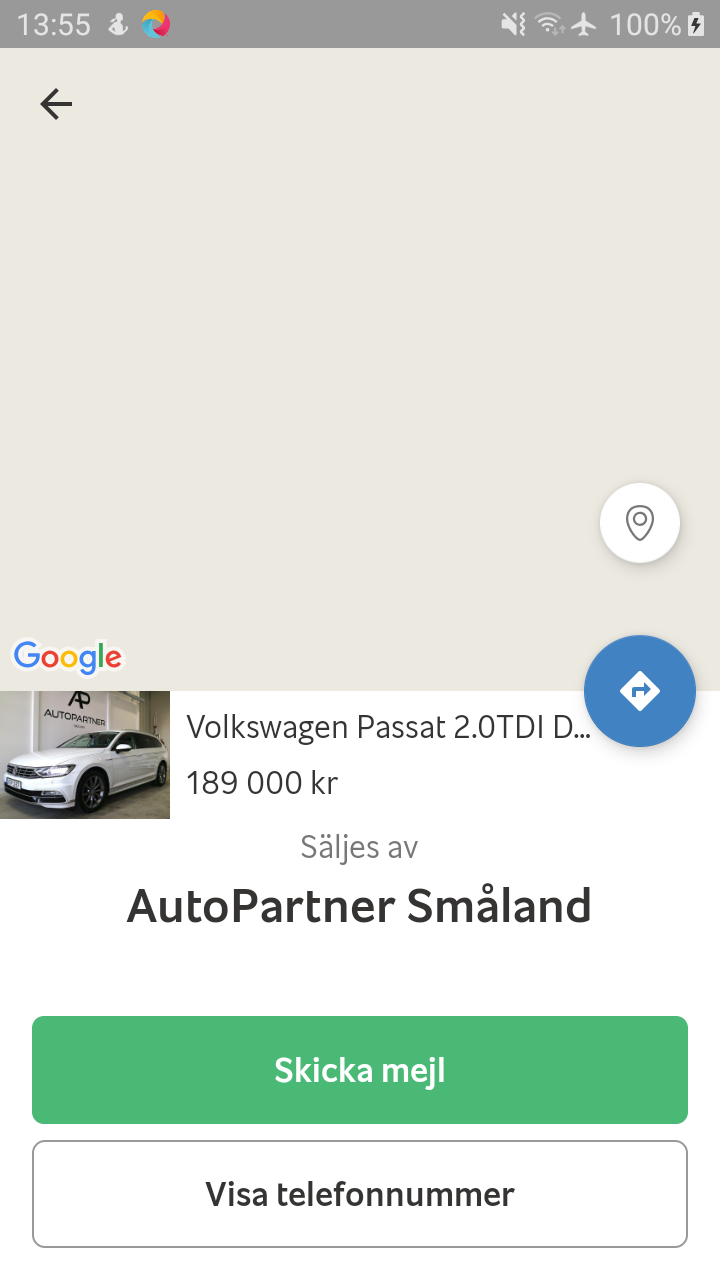 13:55
100%
Google
AP
AUTOPARTNER
Volkswagen Passat 2.0TDI D...
189 000 kr
Säljes av
AutoPartner Småland
Skicka mejl
Visa telefonnummer